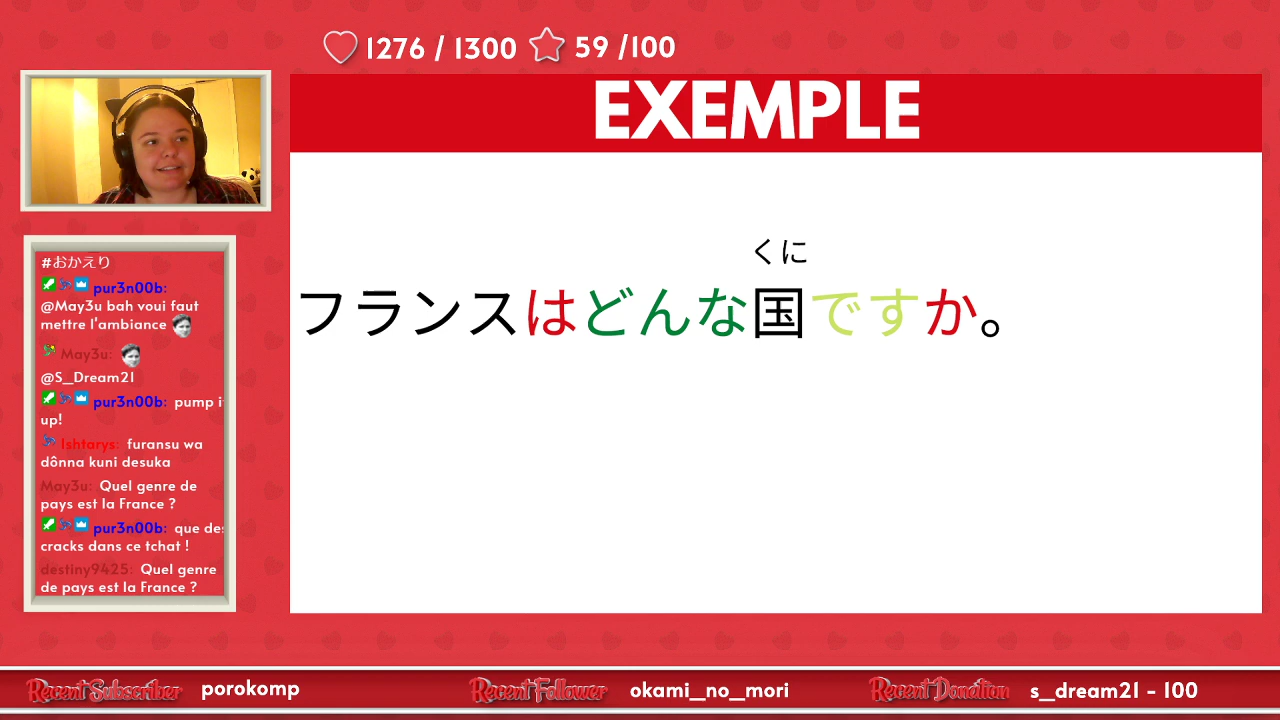 1276 / 1300 59 /100
EXEMPLE
くに
フランスはどんな国ですか。
#おかえり
pur3n00b:
@May3u bah voui faut
mettre l'ambiance
May3u:
@S_Dream21
pur3n00b: pump it
up!
Ishtarys: furansu wa
dônna kuni desuka
May3u: Quel genre de
pays est la France ?
pur3n00b: que des
cracks dans ce tchat !
destiny9425: Quel genre
de pays est la France ?
Recent Subscriber porokomp
Recent Follower okami_no_mori
Recent Donation s_dream21 - 100